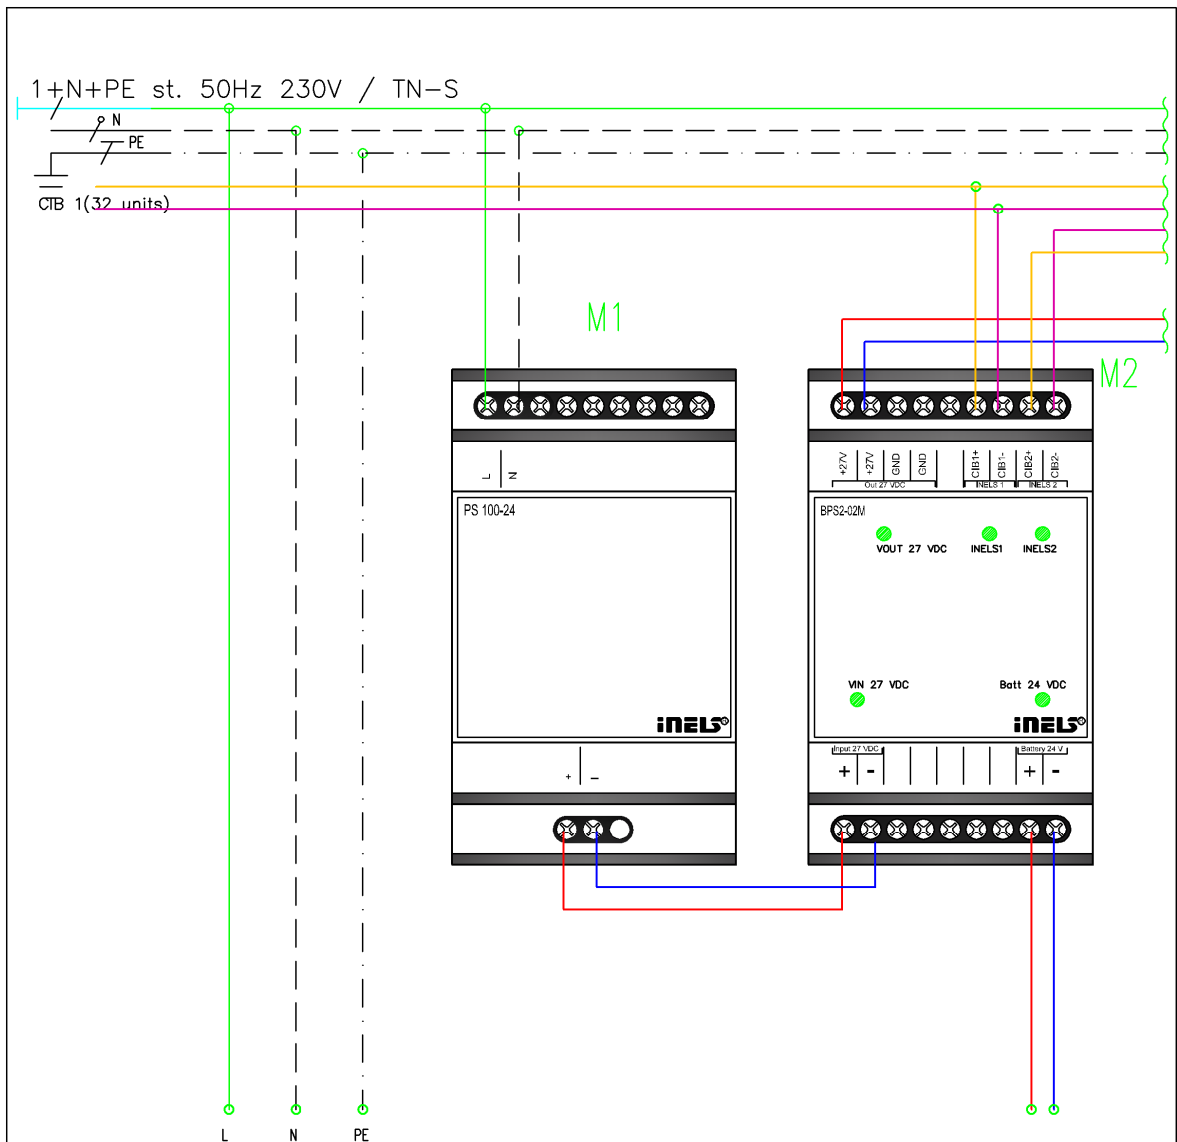 1+N+PE st. 50Hz 230V / TN-S
N
PE
CTB 1(32 units)
M1
M2
L
N
+27V
+27V
GND
GND
CIB1+
CIB1-
CIB2+
CIB2-
Out 27 VDC
INELS 1
INELS 2
PS 100-24
BPS2-02M
VOUT 27 VDC
INELS1
INELS2
VIN 27 VDC
Batt 24 VDC
iNELS®
iNELS®
Input 27 VDC
Battery 24 V
+ -
+ -
+ -
L
N
PE